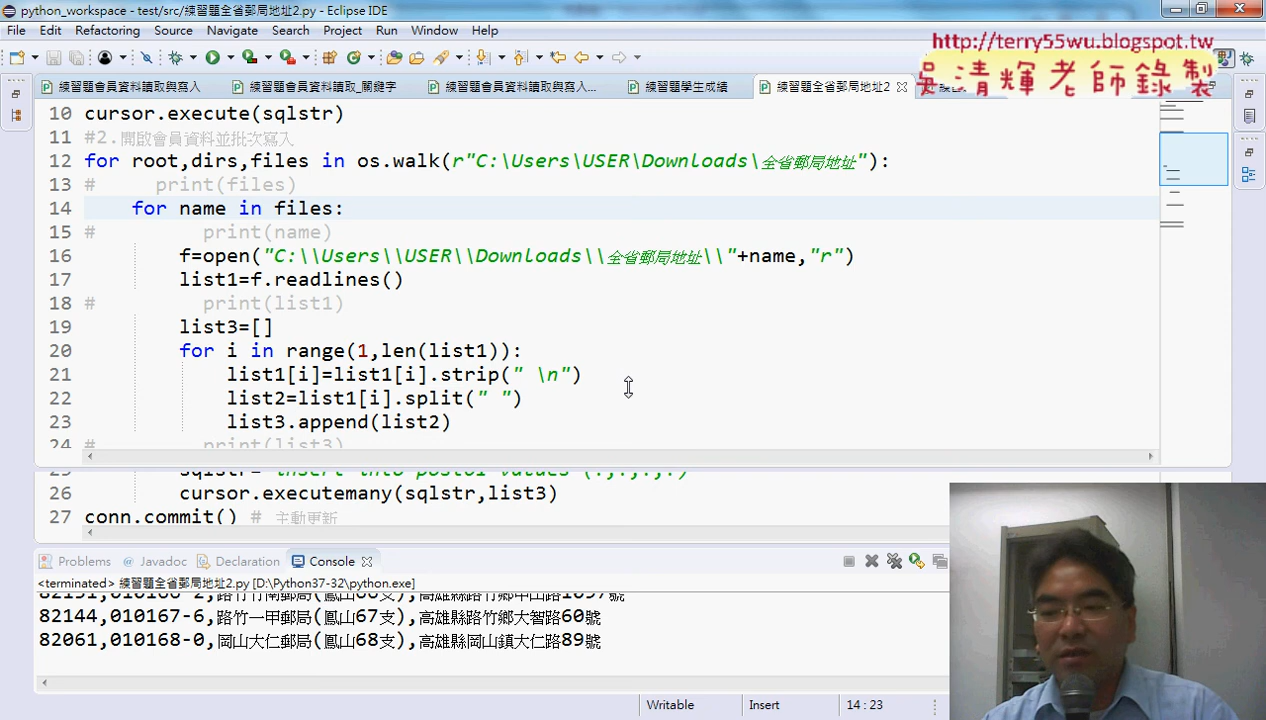 python_workspace - test/src/練習題全省郵局地址2.py - Eclipse IDE
File Edit Refactoring Source Navigate Search Project Run Window Help
http://terry55wu.blogspot.tw
吳清輝老師錄製
練習題會員資料讀取與寫入 練習題會員資料讀取_關鍵字 練習題會員資料讀取與寫入... 練習題學生成績 練習題全省郵局地址2
10 cursor.execute(sqlstr)
11 #2.開啟會員資料並批次寫入
12 for root,dirs,files in os.walk(r"C:\Users\USER\Downloads\全省郵局地址"):
13 # print(files)
14 for name in files:
15 # print(name)
16 f=open("C:\\Users\\USER\\Downloads\\全省郵局地址\\"+name,"r")
17 list1=f.readlines()
18 # print(list1)
19 list3=[]
20 for i in range(1,len(list1)):
21 list1[i]=list1[i].strip(" \n")
22 list2=list1[i].split(" ")
23 list3.append(list2)
24 # print(list3)
26 cursor.executemany(sqlstr,list3)
27 conn.commit() # 主動更新
Problems @ Javadoc Declaration Console
<terminated> 練習題全省郵局地址2.py [D:\Python37-32\python.exe]
82144,010167-6,路竹一甲郵局(鳳山67支),高雄縣路竹鄉大智路60號
82061,010168-0,岡山大仁郵局(鳳山68支),高雄縣岡山鎮大仁路89號
Writable Insert 14 : 23